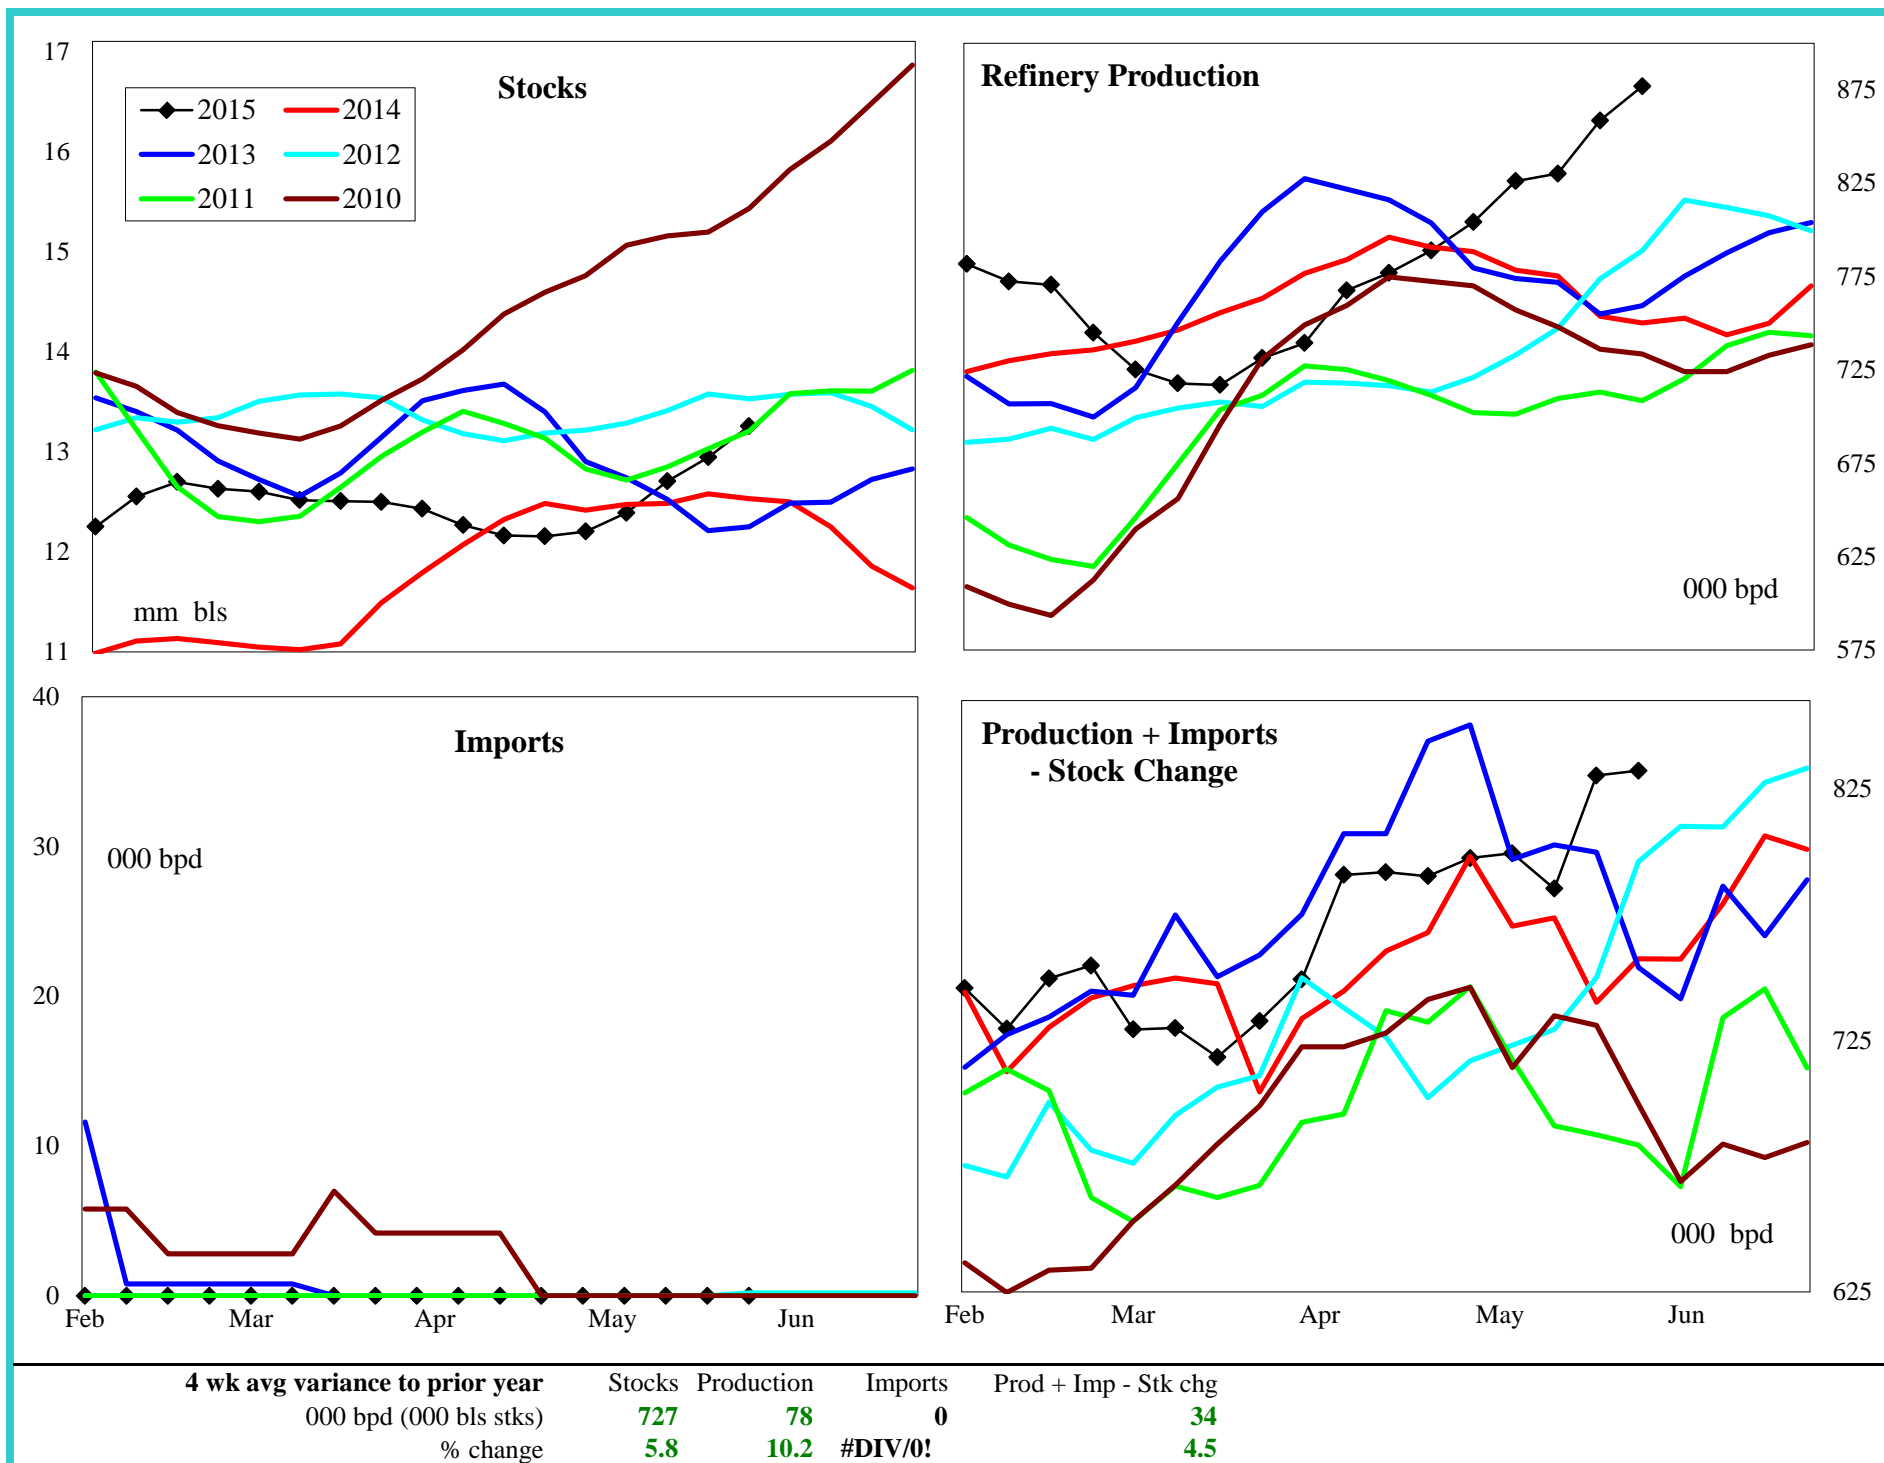 Stocks
17
16
15
14
13
12
11
2015 2014
2013 2012
2011 2010
mm bls
Refinery Production
875
825
775
725
675
625
575
000 bpd
Imports
40
30
20
10
0
000 bpd
Feb Mar Apr May Jun
Production + Imports
- Stock Change
825
725
625
000 bpd
Feb Mar Apr May Jun
4 wk avg variance to prior year Stocks Production Imports Prod + Imp - Stk chg
000 bpd (000 bls stks) 727 78 0 34
% change 5.8 10.2 #DIV/0! 4.5